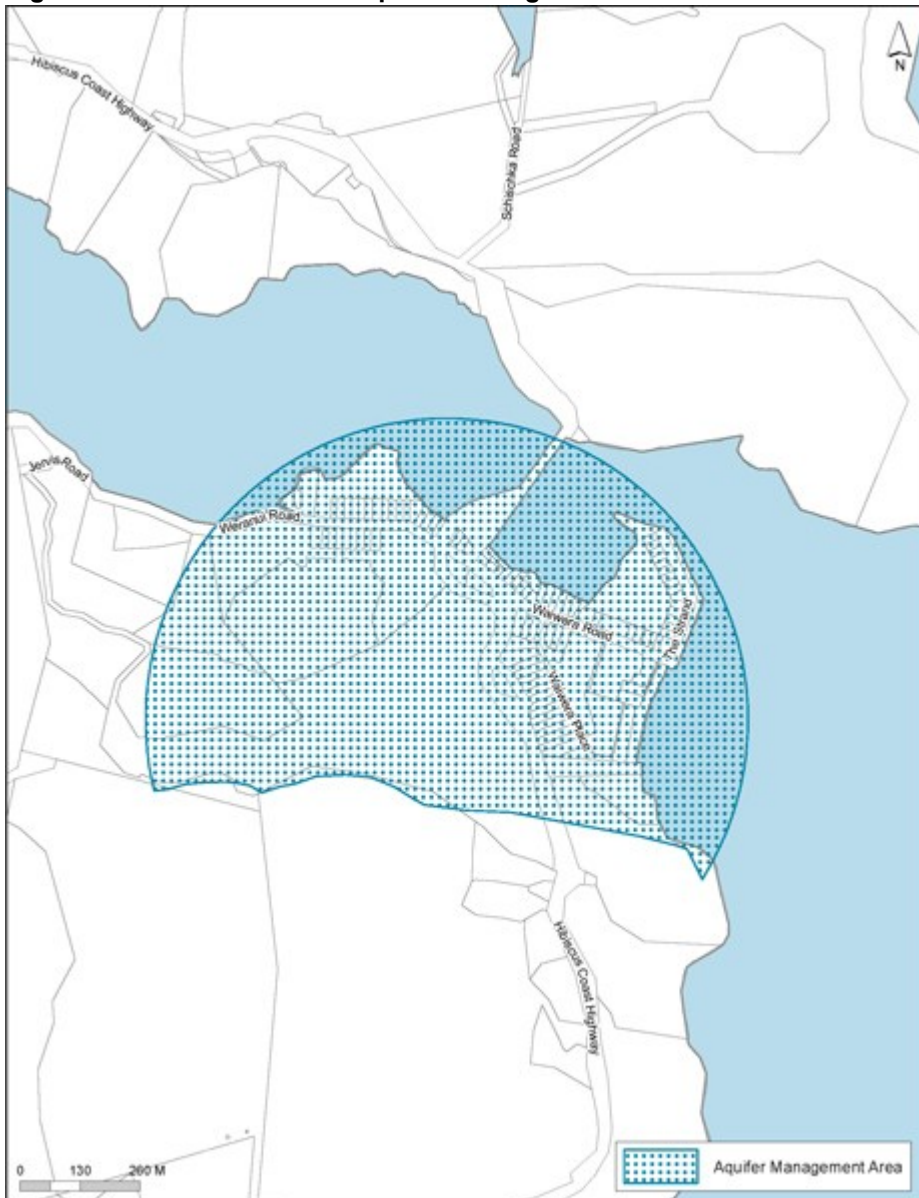 N
Hibiscus Coast Highway
Schischka Road
Jervis Road
Weranui Road
Waiwera Road
The Strand
Waiwera Place
Hibiscus Coast Highway
0 130 260 M
Aquifer Management Area